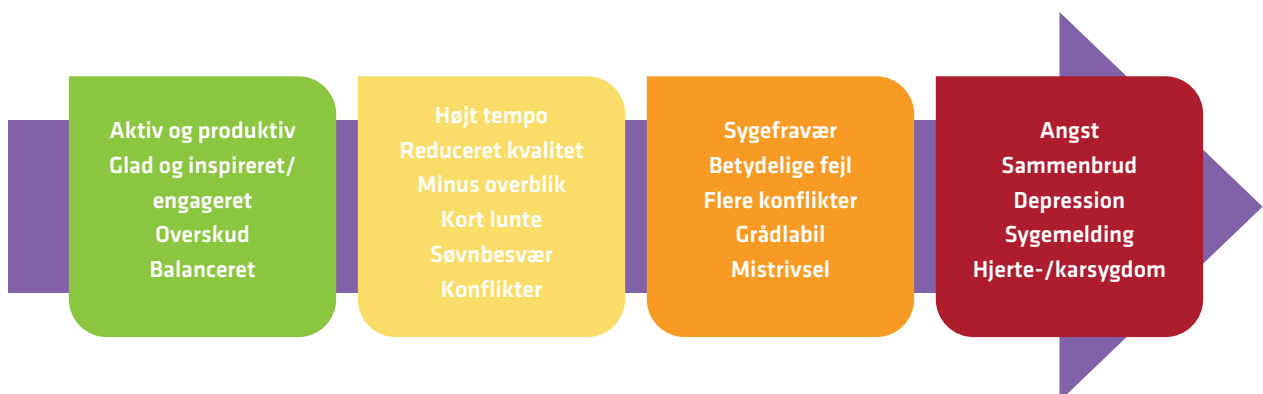 Aktiv og produktiv
Glad og inspireret/
engageret
Overskud
Balanceret
Højt tempo
Reduceret kvalitet
Minus overblik
Kort lunte
Søvnbesvær
Konflikter
Sygefravær
Betydelige fejl
Flere konflikter
Grådlabil
Mistrivsel
Angst
Sammenbrud
Depression
Sygemelding
Hjerte-/karsygdom